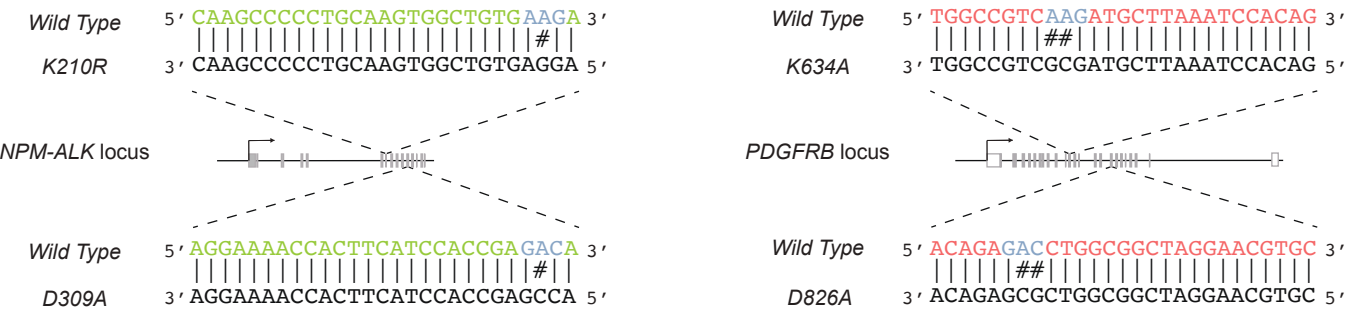 Wild Type 5′ CAAGCCCCCTGCAAGTGGCTGTGAAGA 3′
#
K210R 3′ CAAGCCCCCTGCAAGTGGCTGTGAGGA 5′
NPM-ALK locus
Wild Type 5′ AGGAAAACCACTTCATCCACCGAGACA 3′
#
D309A 3′ AGGAAAACCACTTCATCCACCGAGCCA 5′
Wild Type 5′ TGGCCGTCAAGATGCTTAAATCCACAG 3′
##
K634A 3′ TGGCCGTCGCGATGCTTAAATCCACAG 5′
PDGFRB locus
Wild Type 5′ ACAGAGACCTGGCGGCTAGGAACGTGC 3′
##
D826A 3′ ACAGAGCGCTGGCGGCTAGGAACGTGC 5′